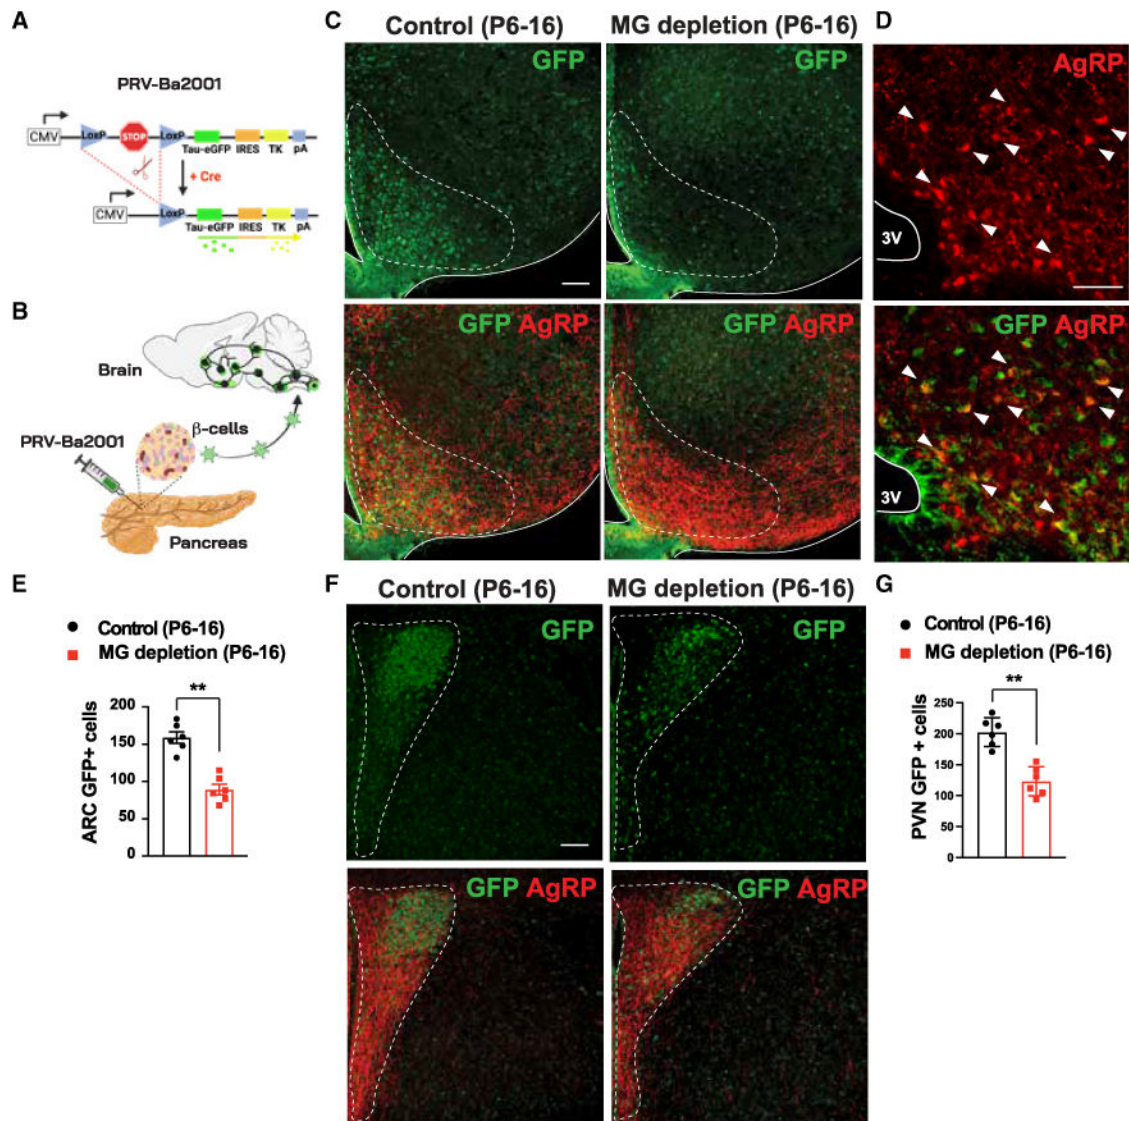 A
PRV-Ba2001
CMV LoxP STOP LoxP
Tau-eGFP IRES TK pA
+ Cre
CMV LoxP
Tau-eGFP IRES TK pA
B
Brain
β-cells
PRV-Ba2001
Pancreas
C
Control (P6-16) MG depletion (P6-16)
GFP GFP
GFP AgRP GFP AgRP
D
AgRP
3V
GFP AgRP
3V
E
Control (P6-16)
MG depletion (P6-16)
**
ARC GFP+ cells
200
150
100
50
0
F
Control (P6-16) MG depletion (P6-16)
GFP GFP
GFP AgRP GFP AgRP
G
Control (P6-16)
MG depletion (P6-16)
**
PVN GFP + cells
250
200
150
100
50
0